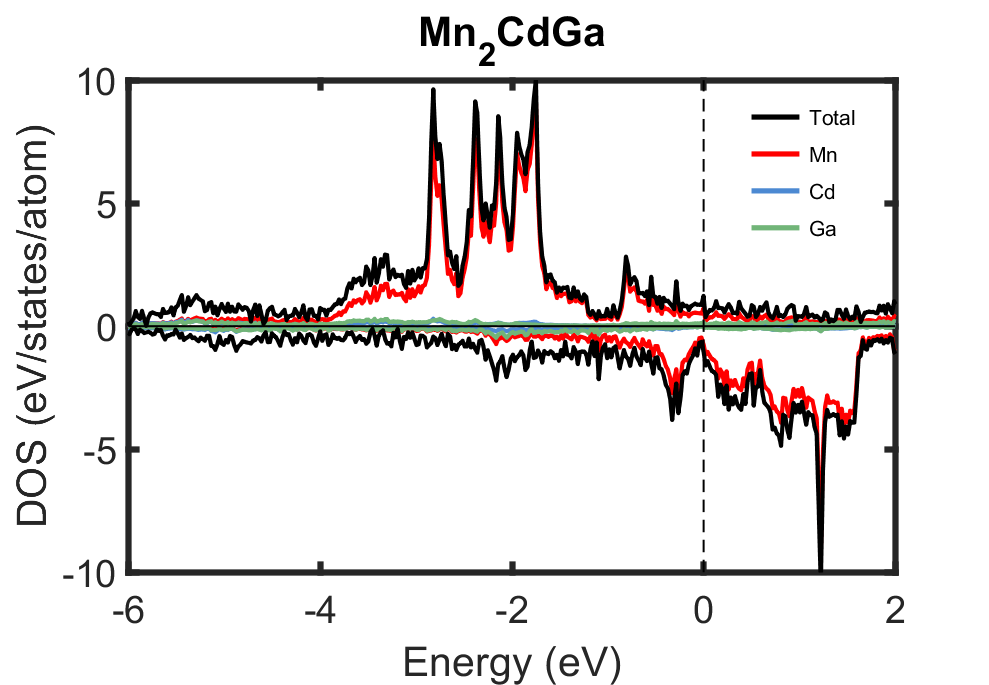 Mn2CdGa
DOS (eV/states/atom)
10
5
0
-5
-10
Total
Mn
Cd
Ga
-6 -4 -2 0 2
Energy (eV)